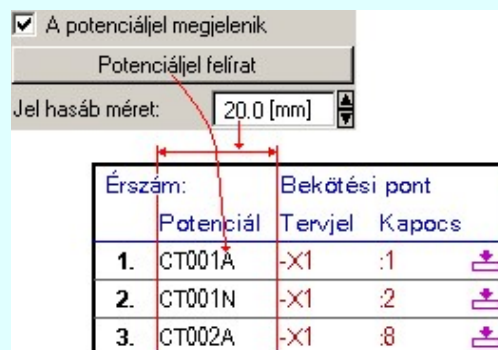 A potenciáljel megjelenik
Potenciáljel felírat
Jel hasáb méret: 20.0 [mm]
Érszám: Bekötési pont
Potenciál Tervjel Kapocs
1. CT001A -X1 :1
2. CT001N -X1 :2
3. CT002A -X1 :8